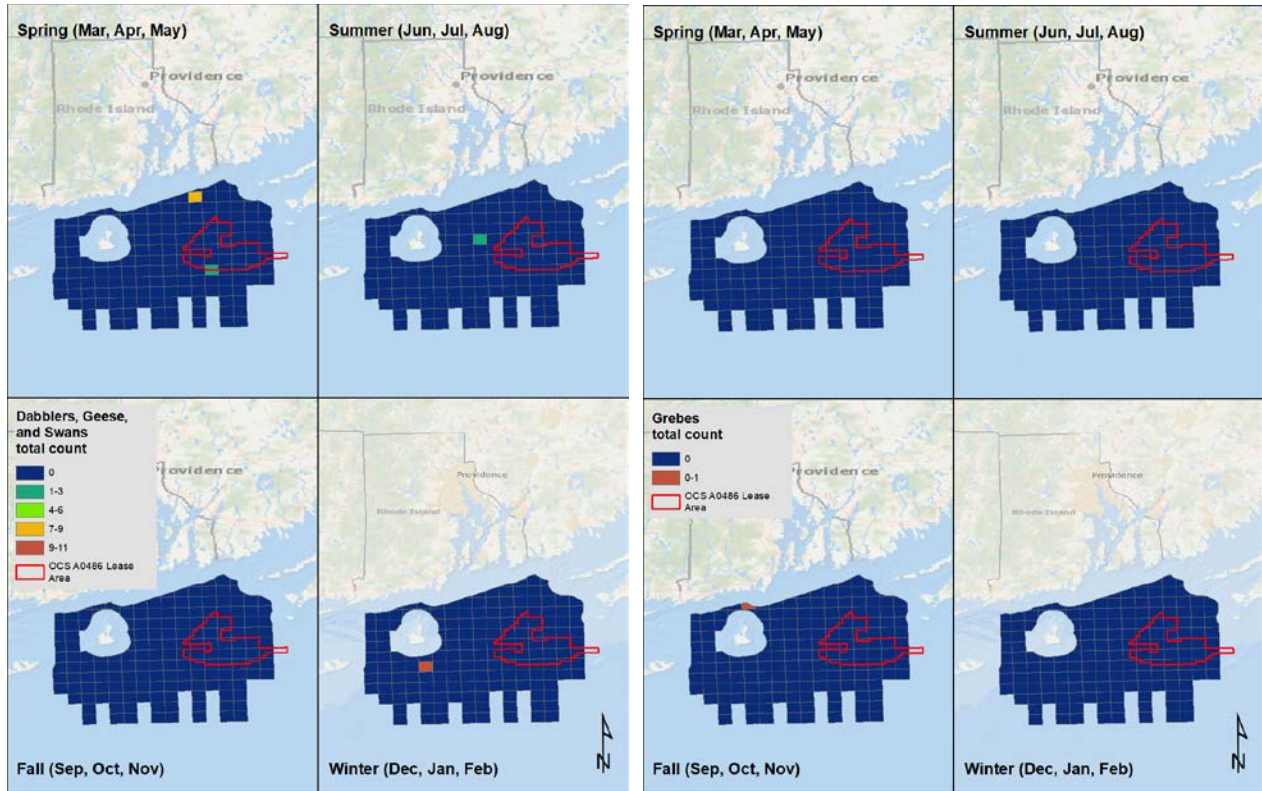 Spring (Mar, Apr, May)
Providence
Rhode Island
Summer (Jun, Jul, Aug)
Providence
Rhode Island
Dabblers, Geese,
and Swans
total count
0
1-3
4-6
7-9
9-11
OCS A0486 Lease
Area
Providence
Fall (Sep, Oct, Nov)
Providence
Rhode Island
Winter (Dec, Jan, Feb)
N
Spring (Mar, Apr, May)
Providence
Rhode Island
Summer (Jun, Jul, Aug)
Providence
Rhode Island
Grebes
total count
0
0-1
OCS A0486 Lease
Area
Providence
Fall (Sep, Oct, Nov)
Providence
Rhode Island
Winter (Dec, Jan, Feb)
N